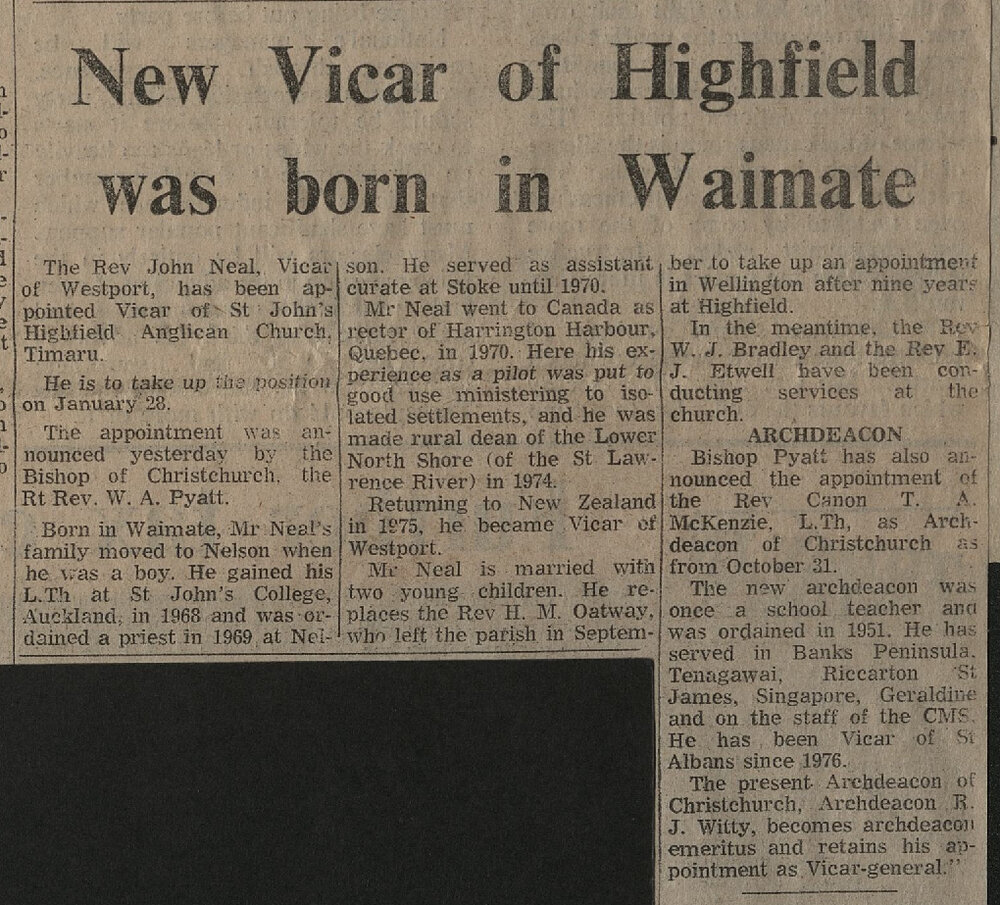 New Vicar of Highfield
was born in Waimate
The Rev John Neal, Vicar
of Westport, has been ap-
pointed Vicar of St John's
Highfield Anglican Church,
Timaru.
He is to take up the position
on January 28.
The appointment was an-
nounced yesterday by the
Bishop of Christchurch, the
Rt Rev. W. A. Pyatt.
Born in Waimate, Mr Neal's
family moved to Nelson when
he was a boy. He gained his
L.Th at St John's College,
Auckland, in 1968 and was or-
dained a priest in 1969 at Nel-
son. He served as assistant
curate at Stoke until 1970.
Mr Neal went to Canada as
rector of Harrington Harbour,
Quebec, in 1970. Here his ex-
perience as a pilot was put to
good use ministering to iso-
lated settlements, and he was
made rural dean of the Lower
North Shore (of the St Law-
rence River) in 1974.
Returning to New Zealand
in 1975, he became Vicar of
Westport.
Mr Neal is married with
two young children. He re-
places the Rev H. M. Oatway,
who left the parish in Septem-
ber to take up an appointment
in Wellington after nine years
at Highfield.
In the meantime, the Rev
W. J. Bradley and the Rev E.
J. Etwell have been con-
ducting services at the
church.
ARCHDEACON
Bishop Pyatt has also an-
nounced the appointment of
the Rev Canon T. A.
McKenzie, L.Th, as Arch-
deacon of Christchurch as
from October 31.
The new archdeacon was
once a school teacher and
was ordained in 1951. He has
served in Banks Peninsula,
Tenagawai, Riccarton St
James, Singapore, Geraldine
and on the staff of the CMS.
He has been Vicar of St
Albans since 1976.
The present Archdeacon of
Christchurch, Archdeacon R.
J. Witty, becomes archdeacon
emeritus and retains his ap-
pointment as Vicar-general."